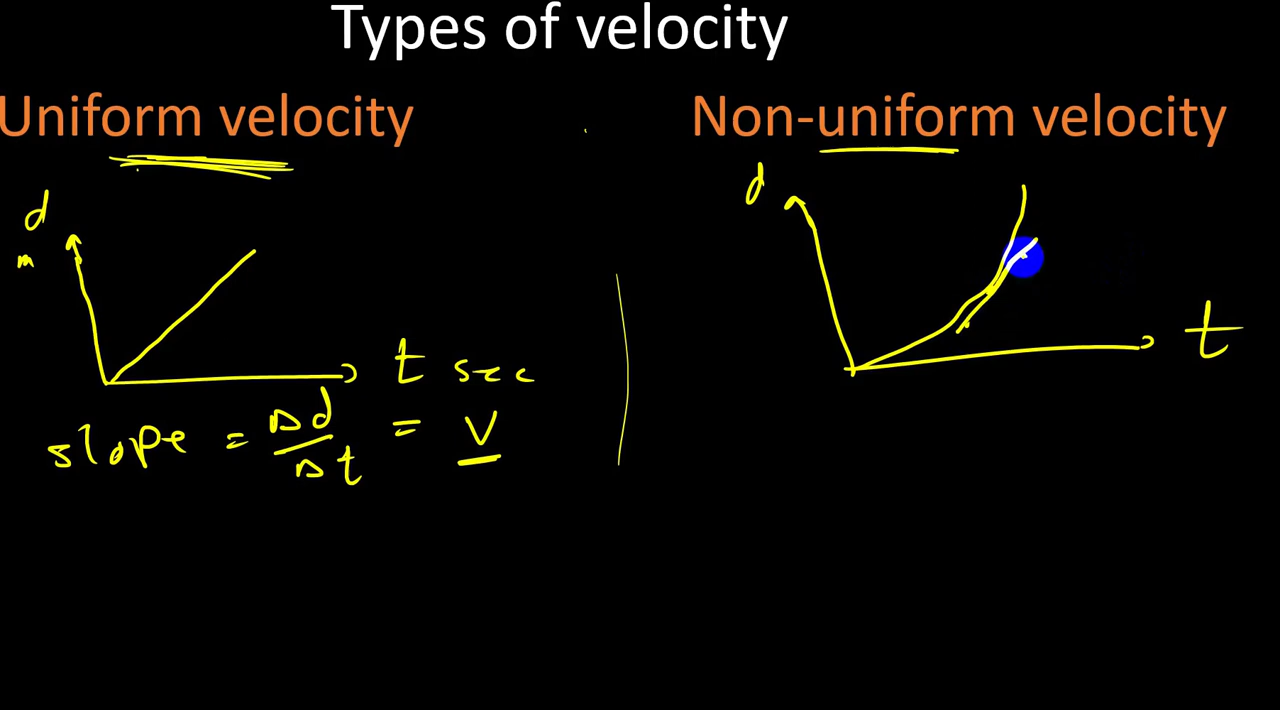 Types of velocity
Uniform velocity
d
m
t sec
slope = Δd/Δt = V
Non-uniform velocity
d
t